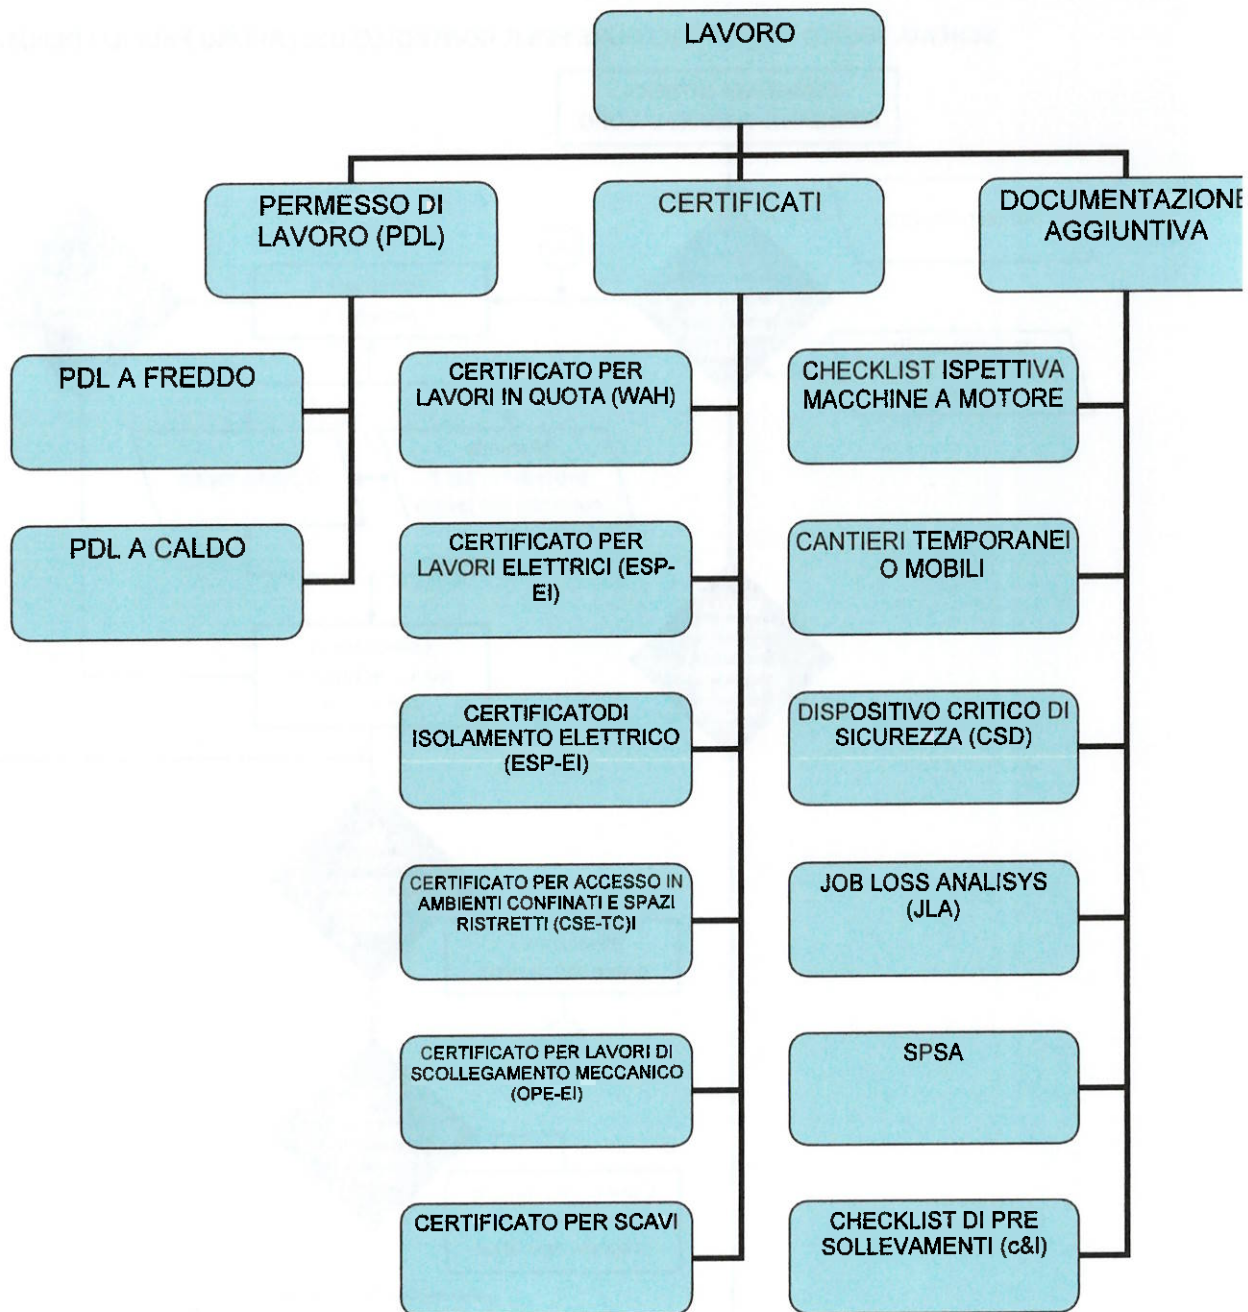 LAVORO
PERMESSO DI
LAVORO (PDL)
CERTIFICATI
DOCUMENTAZIONE
AGGIUNTIVA
PDL A FREDDO
PDL A CALDO
CERTIFICATO PER
LAVORI IN QUOTA (WAH)
CERTIFICATO PER
LAVORI ELETTRICI (ESP-
EI)
CERTIFICATODI
ISOLAMENTO ELETTRICO
(ESP-EI)
CERTIFICATO PER ACCESSO IN
AMBIENTI CONFINATI E SPAZI
RISTRETTI (CSE-TC)I
CERTIFICATO PER LAVORI DI
SCOLLEGAMENTO MECCANICO
(OPE-EI)
CERTIFICATO PER SCAVI
CHECKLIST ISPETTIVA
MACCHINE A MOTORE
CANTIERI TEMPORANEI
O MOBILI
DISPOSITIVO CRITICO DI
SICUREZZA (CSD)
JOB LOSS ANALISYS
(JLA)
SPSA
CHECKLIST DI PRE
SOLLEVAMENTI (c&I)